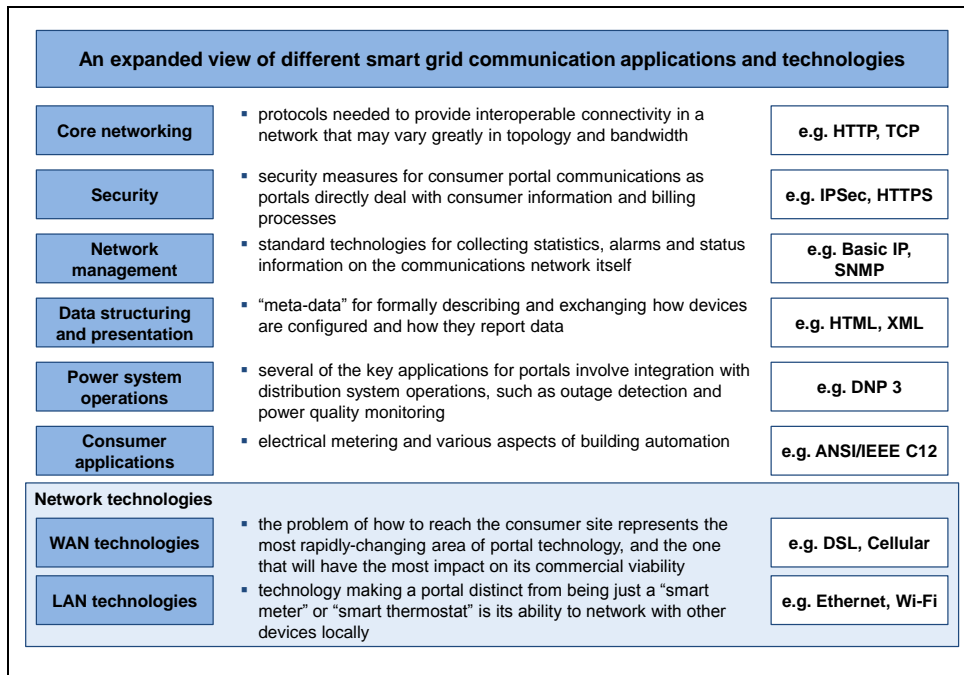 An expanded view of different smart grid communication applications and technologies
Core networking
▪ protocols needed to provide interoperable connectivity in a
network that may vary greatly in topology and bandwidth
e.g. HTTP, TCP
Security
▪ security measures for consumer portal communications as
portals directly deal with consumer information and billing
processes
e.g. IPSec, HTTPS
Network
management
▪ standard technologies for collecting statistics, alarms and status
information on the communications network itself
e.g. Basic IP,
SNMP
Data structuring
and presentation
▪ “meta-data” for formally describing and exchanging how devices
are configured and how they report data
e.g. HTML, XML
Power system
operations
▪ several of the key applications for portals involve integration with
distribution system operations, such as outage detection and
power quality monitoring
e.g. DNP 3
Consumer
applications
▪ electrical metering and various aspects of building automation
e.g. ANSI/IEEE C12
Network technologies
WAN technologies
▪ the problem of how to reach the consumer site represents the
most rapidly-changing area of portal technology, and the one
that will have the most impact on its commercial viability
e.g. DSL, Cellular
LAN technologies
▪ technology making a portal distinct from being just a “smart
meter” or “smart thermostat” is its ability to network with other
devices locally
e.g. Ethernet, Wi-Fi